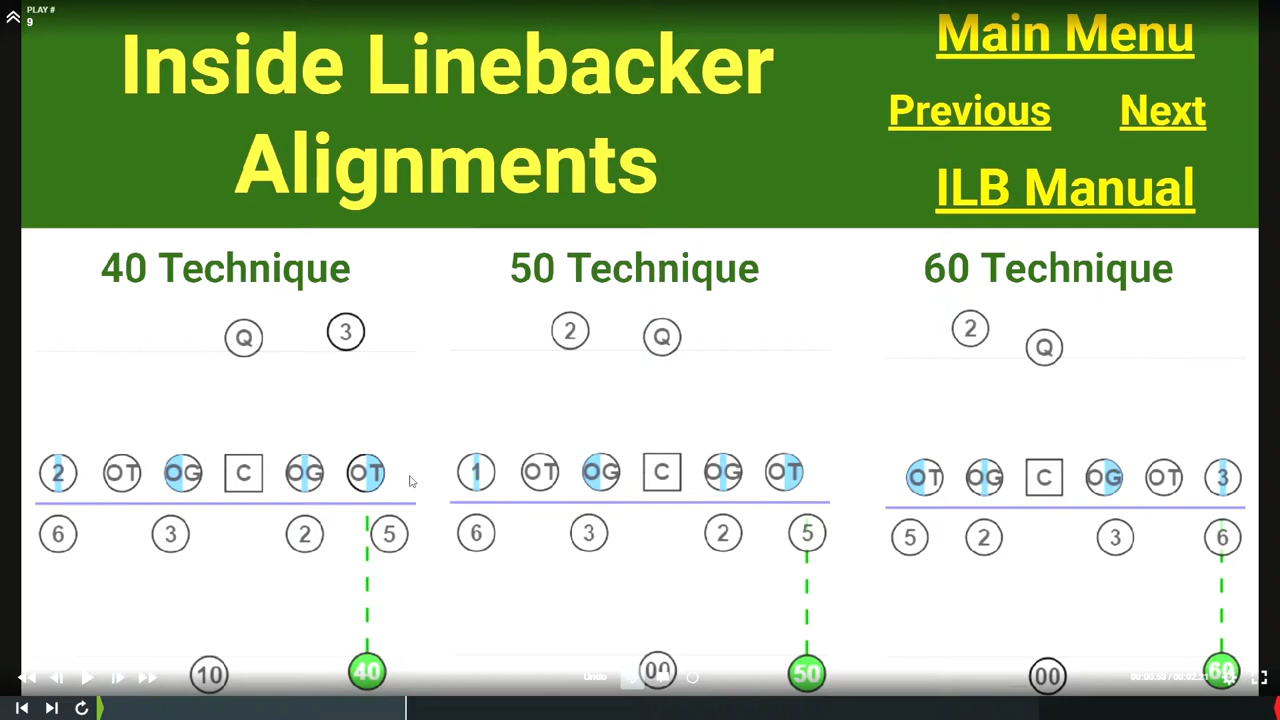 PLAY #
9
Inside Linebacker
Alignments
Main Menu
Previous Next
ILB Manual
40 Technique
Q 3
2 OT OG C OG OT
6 3 2 5
10 40
50 Technique
2 Q
1 OT OG C OG OT
6 3 2 5
00 50
60 Technique
2 Q
OT OG C OG OT 3
5 2 3 6
00 60
Undo